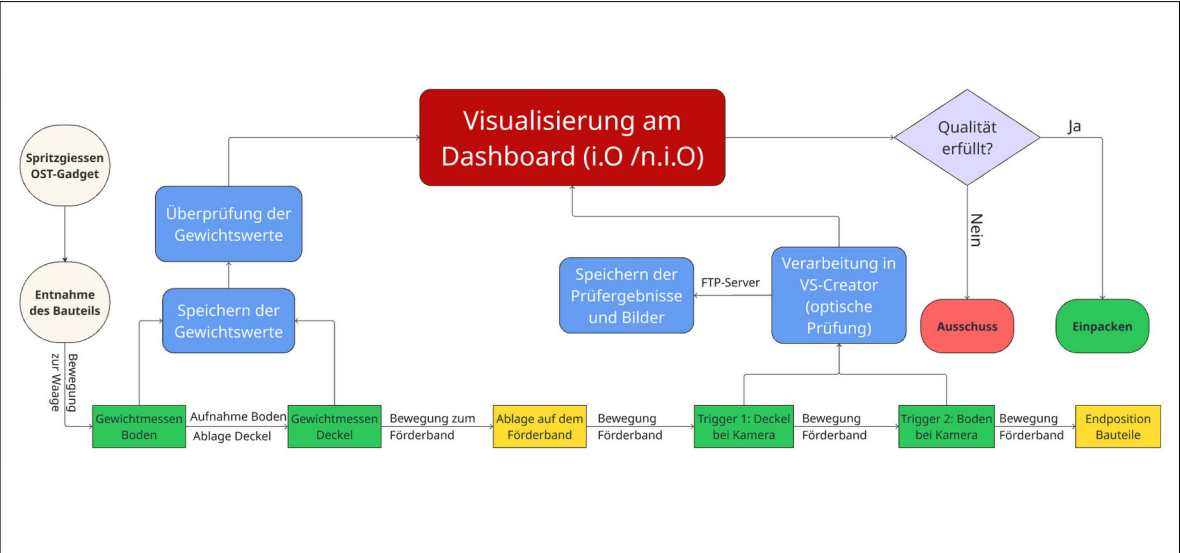 Visualisierung am
Dashboard (i.O /n.i.O)
Qualität
erfüllt?
Ja
Nein
Spritzgiessen
OST-Gadget
Überprüfung der
Gewichtswerte
Entnahme
des Bauteils
Speichern der
Gewichtswerte
Speichern der
Prüfergebnisse
und Bilder
FTP-Server
Verarbeitung in
VS-Creator
(optische
Prüfung)
Ausschuss
Einpacken
Bewegung
zur Waage
Gewichtmessen
Boden
Aufnahme Boden
Ablage Deckel
Gewichtmessen
Deckel
Bewegung zum
Förderband
Ablage auf dem
Förderband
Bewegung
Förderband
Trigger 1: Deckel
bei Kamera
Bewegung
Förderband
Trigger 2: Boden
bei Kamera
Bewegung
Förderband
Endposition
Bauteile